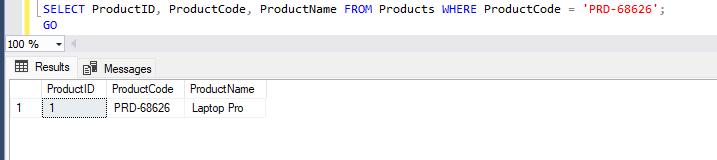 SELECT ProductID, ProductCode, ProductName FROM Products WHERE ProductCode = 'PRD-68626';
GO
100 %
Results Messages
ProductID ProductCode ProductName
1 1 PRD-68626 Laptop Pro